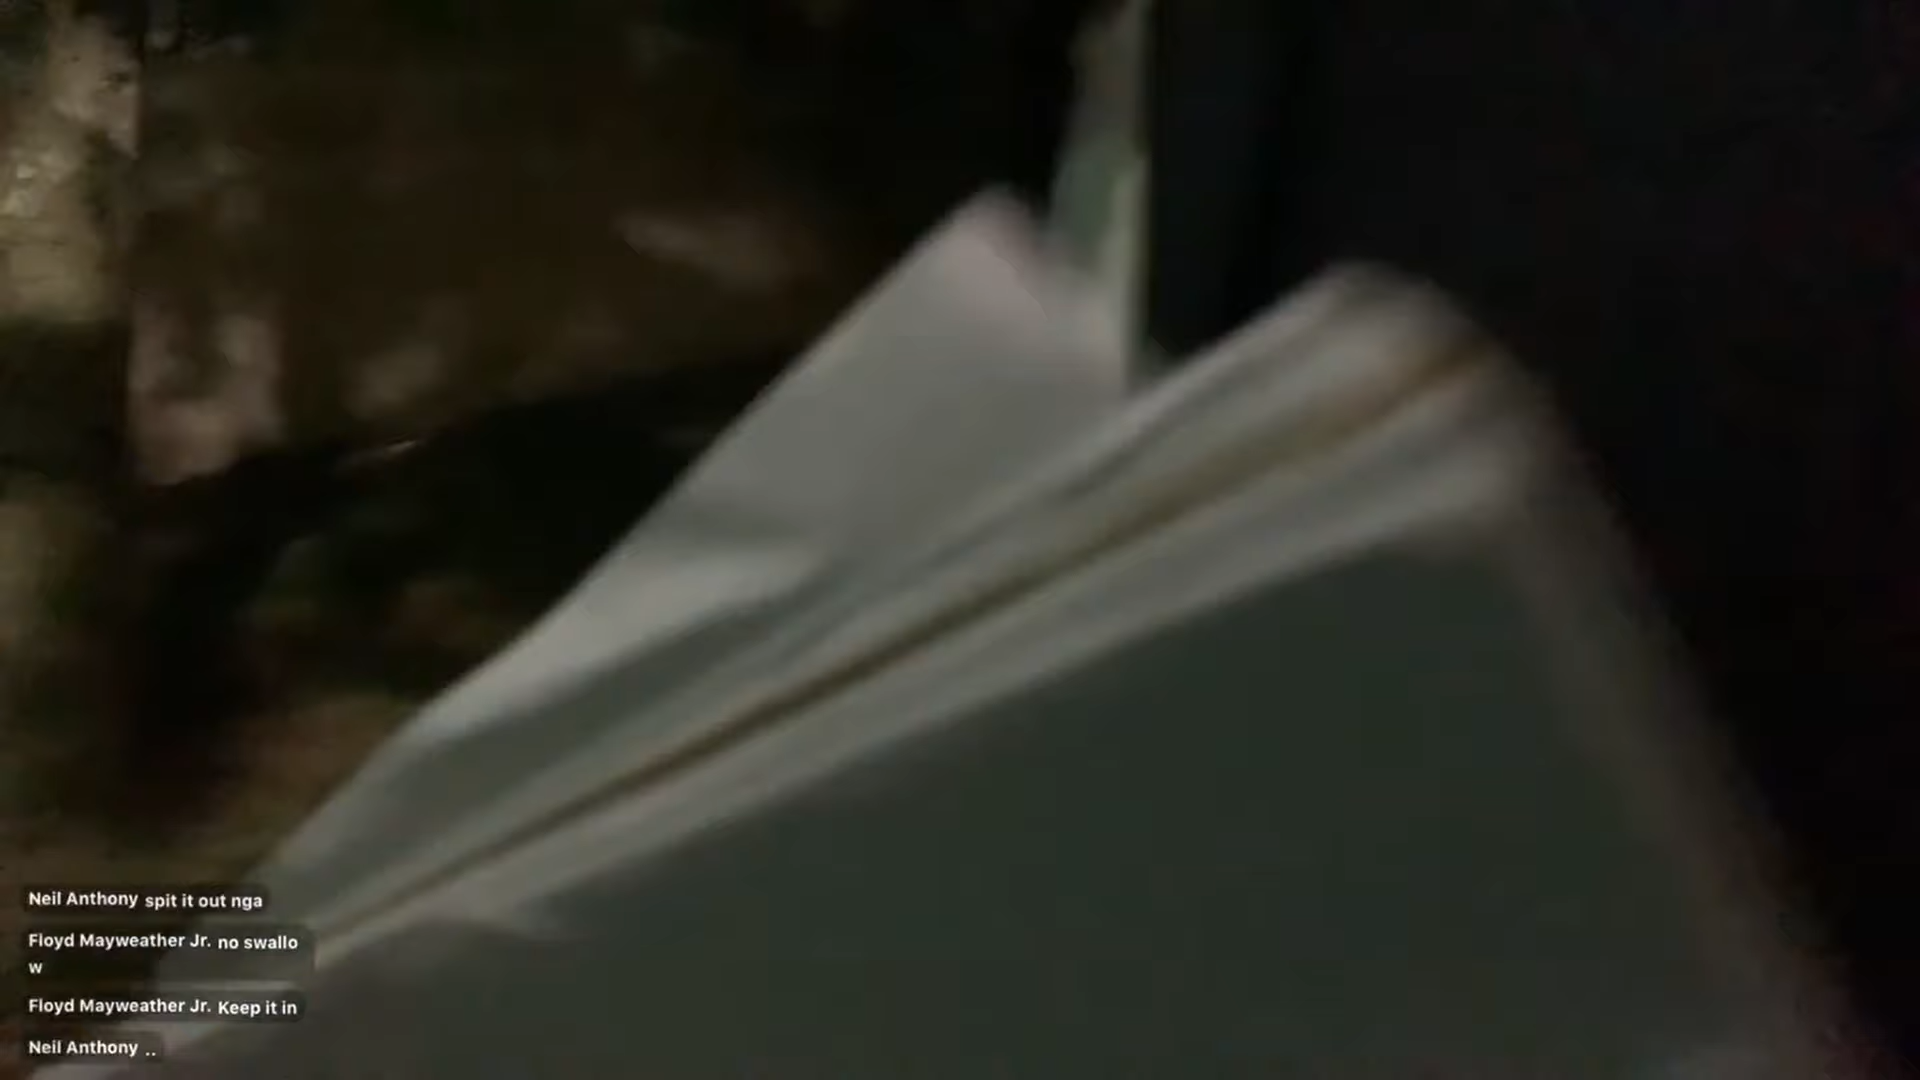 Neil Anthony spit it out nga
Floyd Mayweather Jr. no swallo
w
Floyd Mayweather Jr. Keep it in
Neil Anthony ..